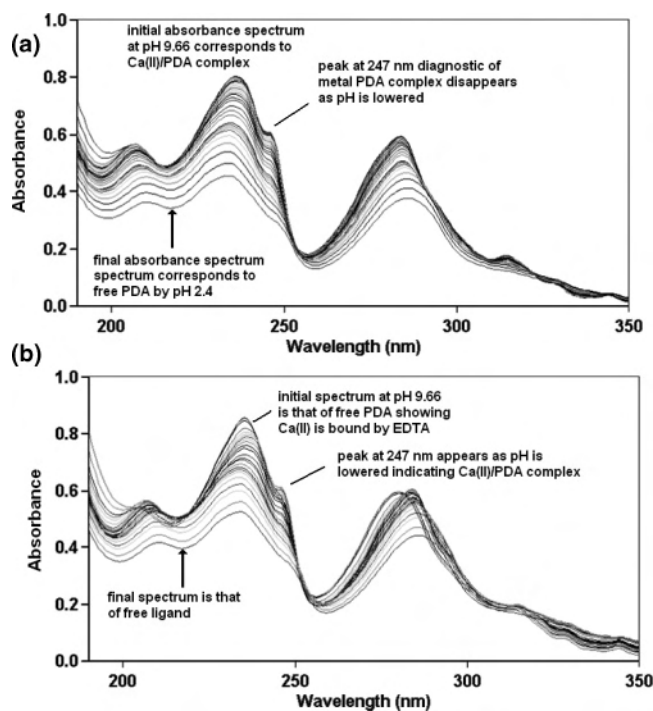 (a)
initial absorbance spectrum
at pH 9.66 corresponds to
Ca(II)/PDA complex
peak at 247 nm diagnostic of
metal PDA complex disappears
as pH is lowered
1.0
0.8
0.6
0.4
0.2
0.0
Absorbance
final absorbance spectrum
spectrum corresponds to
free PDA by pH 2.4
200
250
300
350
Wavelength (nm)
(b)
initial spectrum at pH 9.66
is that of free PDA showing
Ca(II) is bound by EDTA
peak at 247 nm appears as pH is
lowered indicating Ca(II)/PDA complex
1.0
0.8
0.6
0.4
0.2
0.0
Absorbance
final spectrum is that
of free ligand
200
250
300
350
Wavelength (nm)